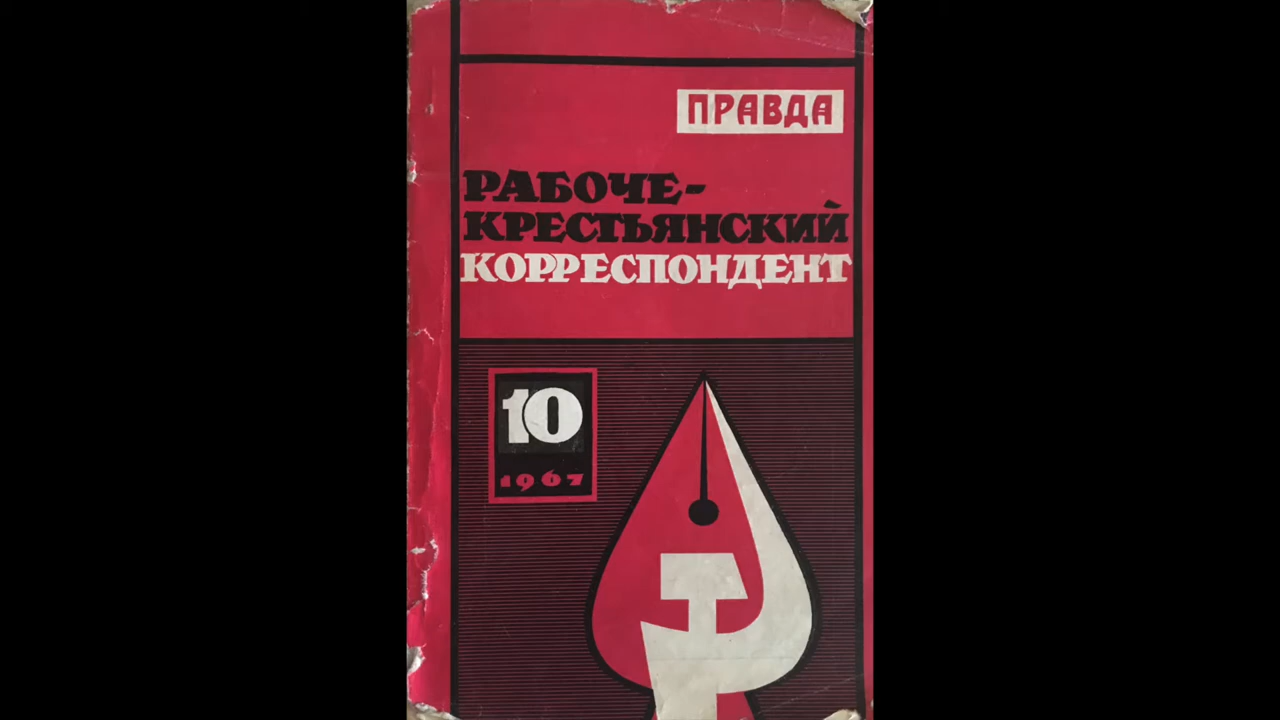 ПРАВДА
РАБОЧЕ-
КРЕСТЬЯНСКИЙ
КОРРЕСПОНДЕНТ
10
1967